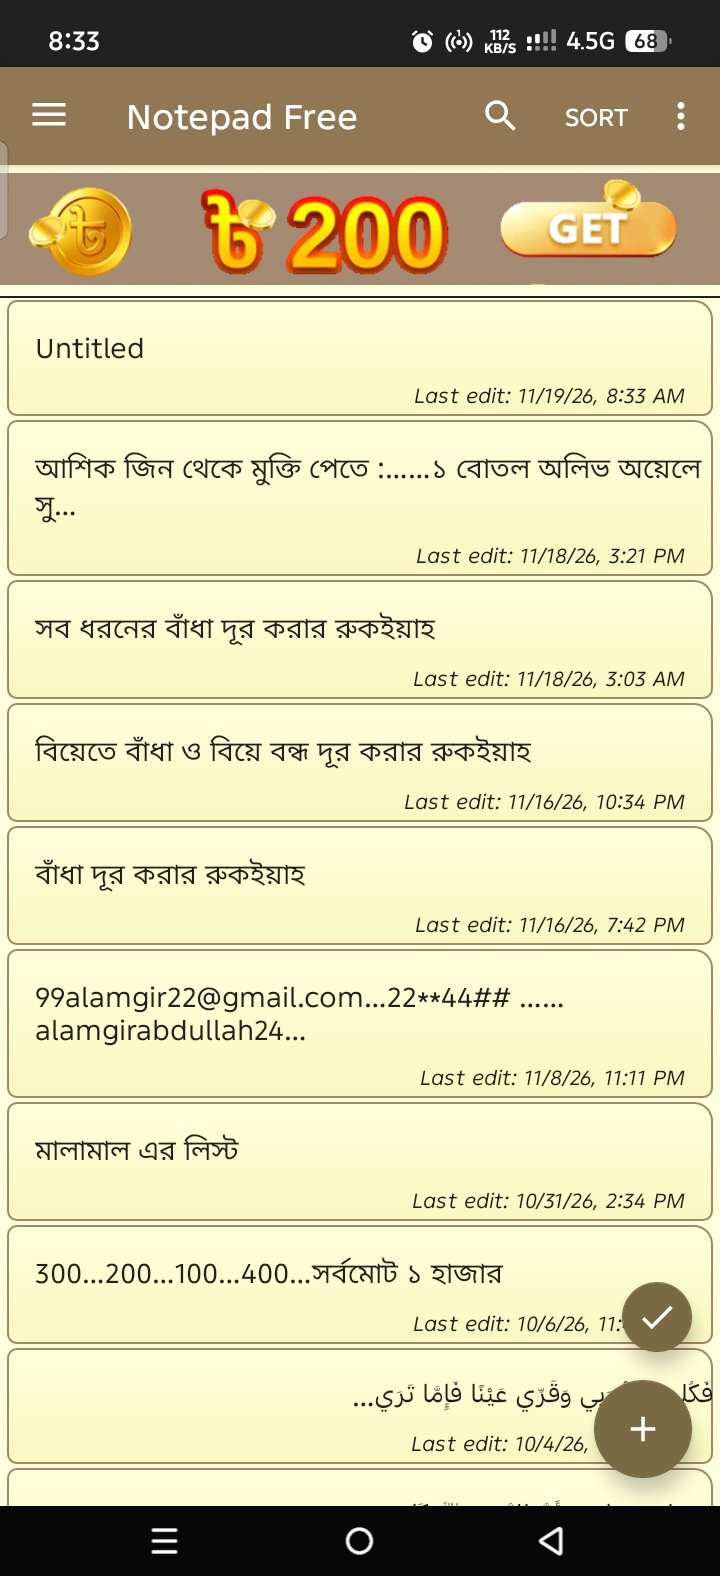 8:33
112 KB/S 4.5G 68
Notepad Free
SORT
৳ 200
GET
Untitled
Last edit: 11/19/26, 8:33 AM
আশিক জিন থেকে মুক্তি পেতে :......১ বোতল অলিভ অয়েলে
সু...
Last edit: 11/18/26, 3:21 PM
সব ধরনের বাঁধা দূর করার রুকইয়াহ
Last edit: 11/18/26, 3:03 AM
বিয়েতে বাঁধা ও বিয়ে বন্ধ দূর করার রুকইয়াহ
Last edit: 11/16/26, 10:34 PM
বাঁধা দূর করার রুকইয়াহ
Last edit: 11/16/26, 7:42 PM
99alamgir22@gmail.com...22**44## ......
alamgirabdullah24...
Last edit: 11/8/26, 11:11 PM
মালামাল এর লিস্ট
Last edit: 10/31/26, 2:34 PM
300...200...100...400...সর্বমোট ১ হাজার
Last edit: 10/6/26, 11:
وَقَرِّي عَيْنًا فَإِمَّا تَرَي...
Last edit: 10/4/26,